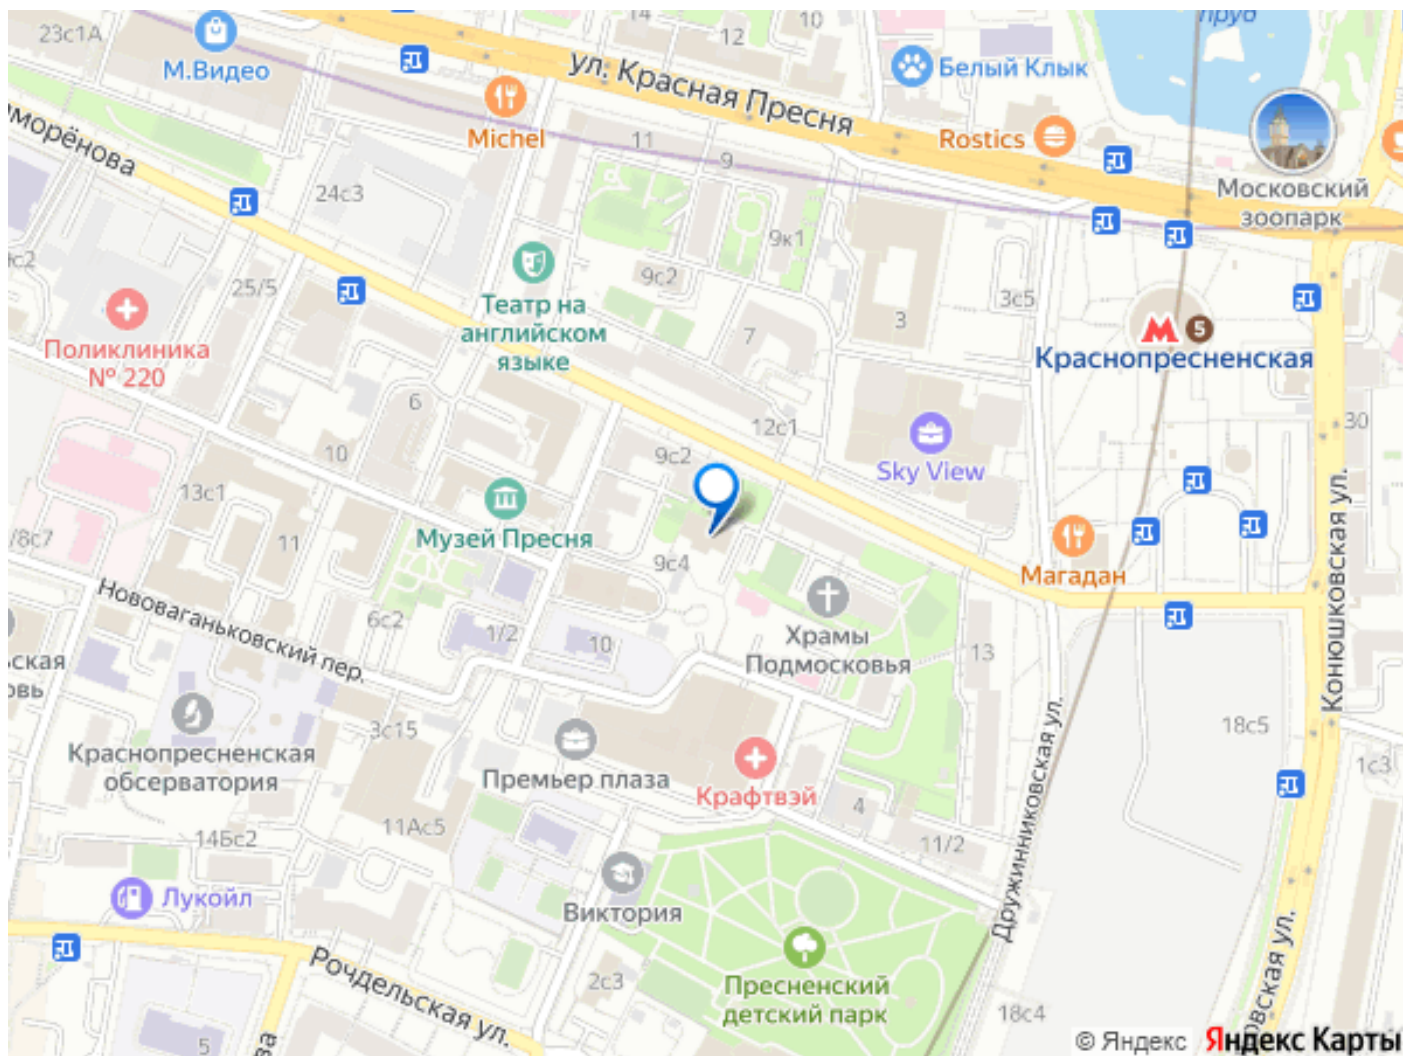 23с1А
М.Видео
14
12
10
пруд
ул. Красная Пресня
Белый Клык
Michel
Rostics
11
9
Московский
зоопарк
24с3
9к1
9с2
25/5
Театр на
английском
языке
7
3
3с5
5
Краснопресненская
Поликлиника
№ 220
6
10
12с1
30
9с2
Sky View
13с1
Музей Пресня
11
9с4
Магадан
/8с7
Нововаганьковский пер.
6с2
1/2
10
Храмы
Подмосковья
13
Конюшковская ул.
3с15
Краснопресненская
обсерватория
Премьер плаза
Крафтвэй
4
18с5
1с3
Дружинниковская ул.
11Ас5
14Бс2
11/2
Лукойл
Виктория
Рочдельская ул.
2с3
Пресненский
детский парк
18с4
5
© Яндекс
Яндекс Карты